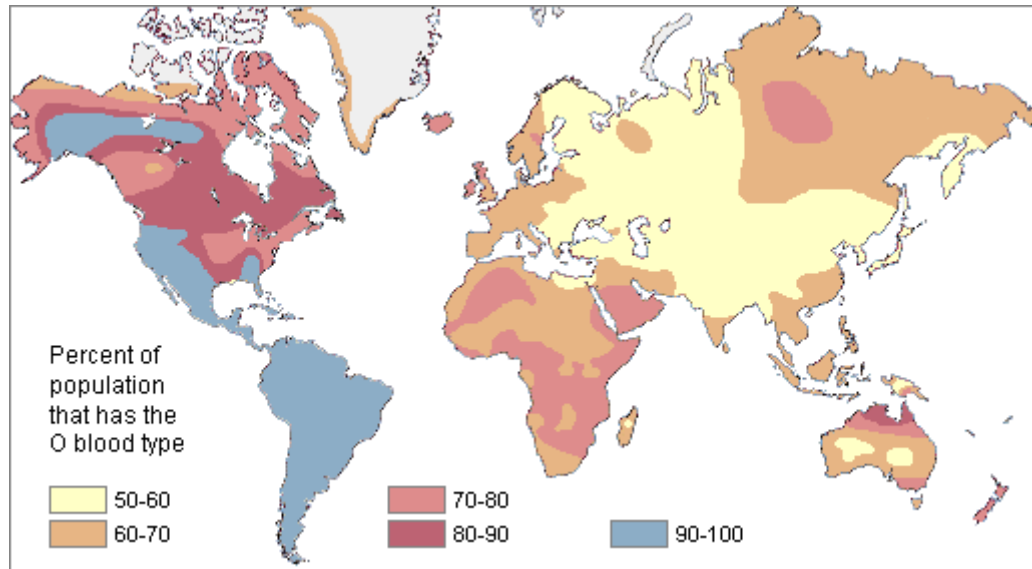 Percent of
population
that has the
O blood type
50-60
60-70
70-80
80-90
90-100